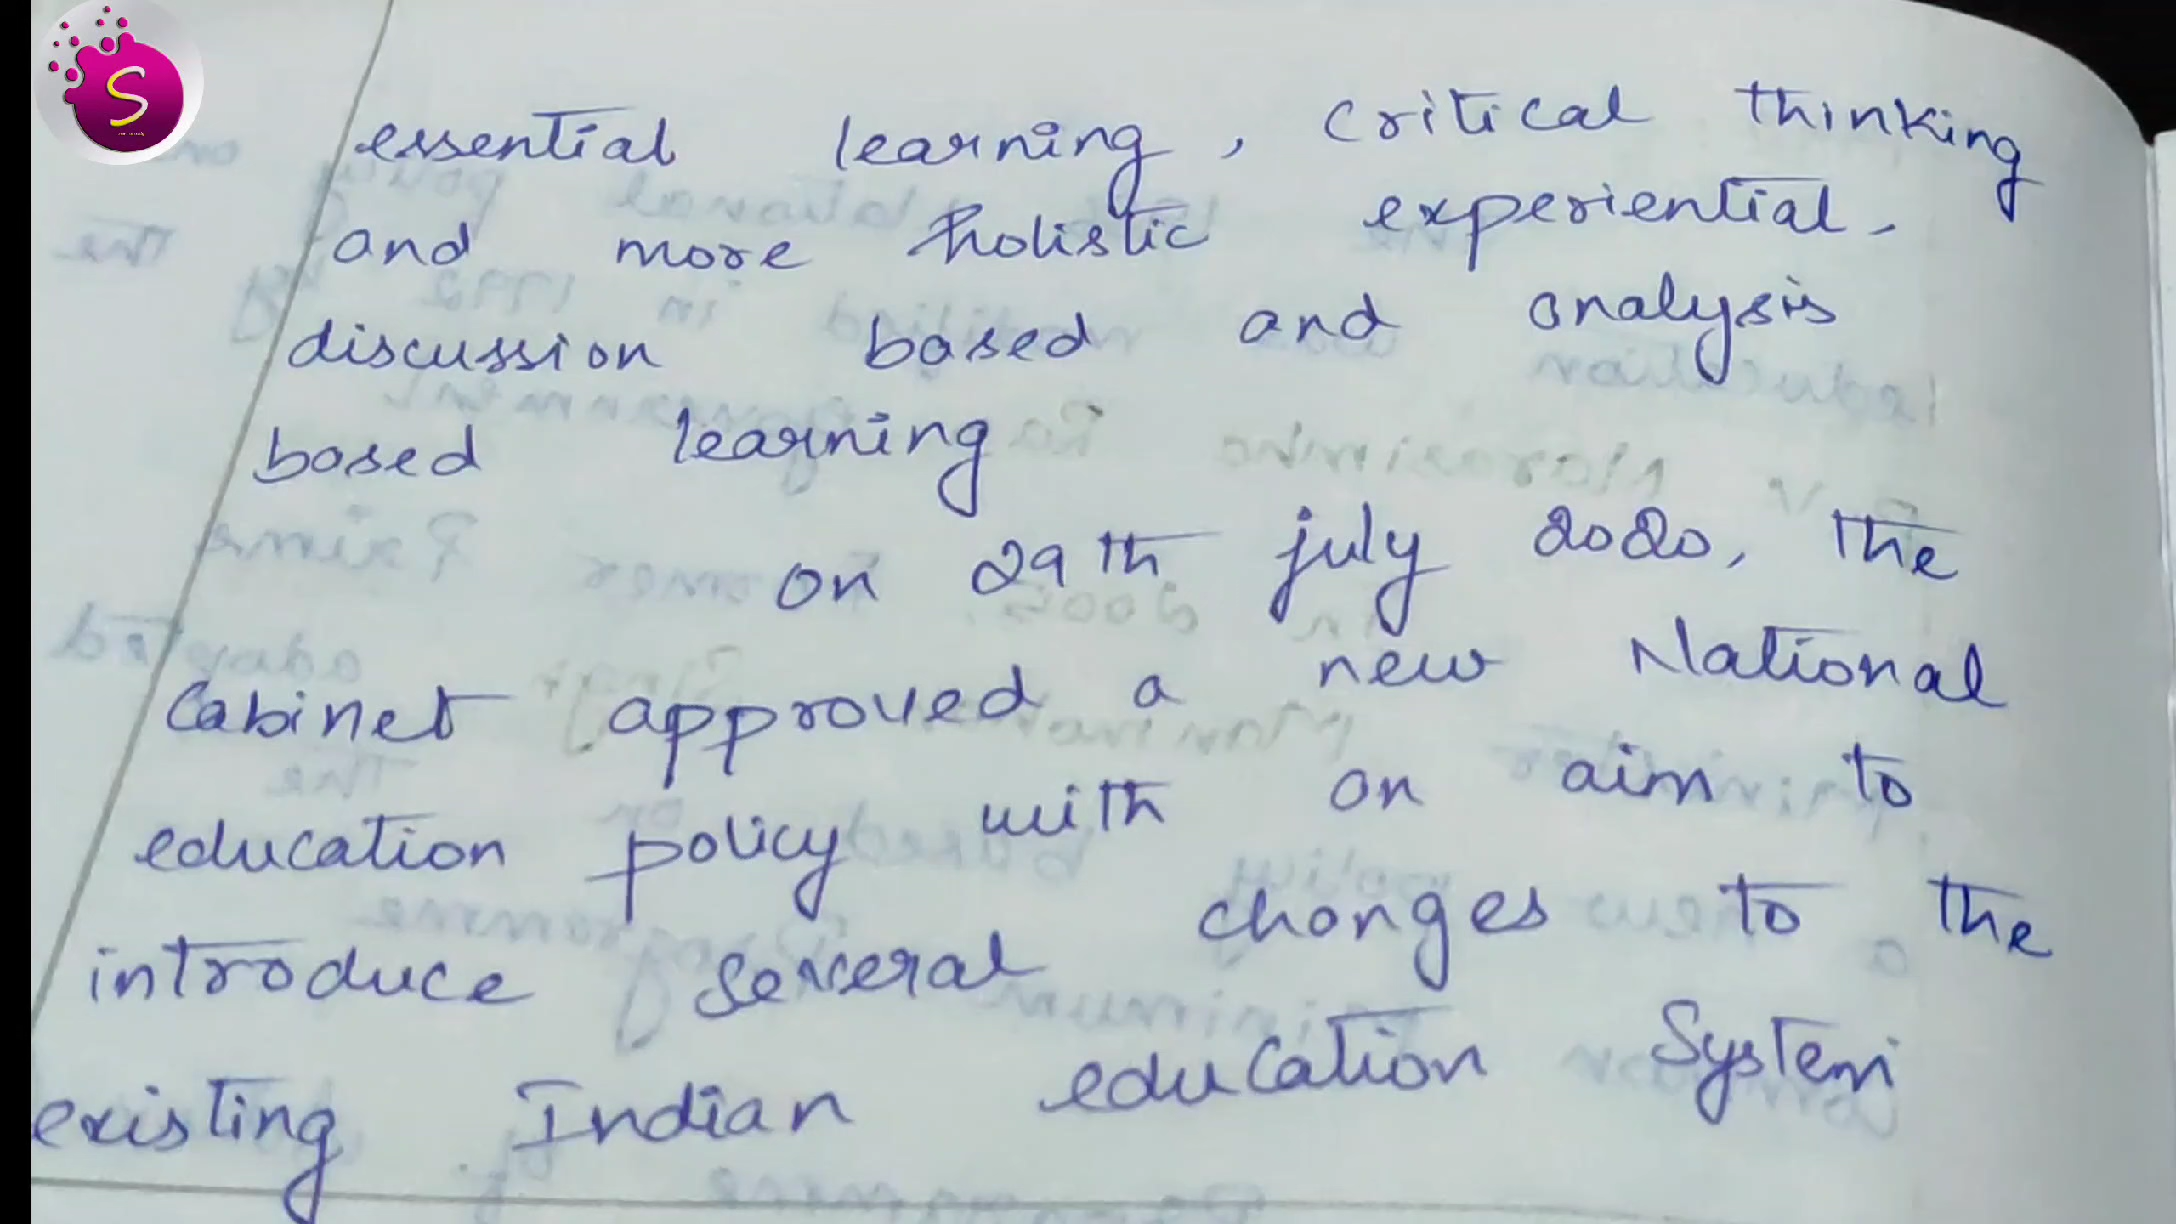 S
essential learning, critical thinking
and more holistic experiential,
discussion based and analysis
based learning
on 29th july 2020, the
Cabinet approved a new National
education policy with an aim to
introduce several changes to the
existing Indian education System